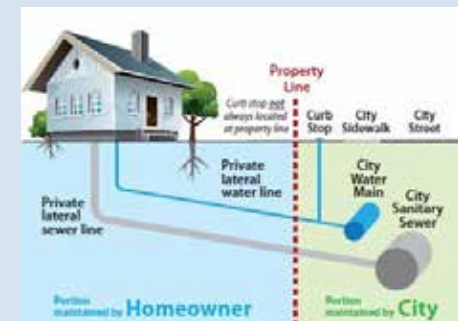 Property
Line
Curb stop not
always located
at property line
Curb
Stop
City
Sidewalk
City
Street
Private
lateral
water line
City
Water
Main
Private
lateral
sewer line
City
Sanitary
Sewer
Portion
maintained by Homeowner
Portion
maintained by City